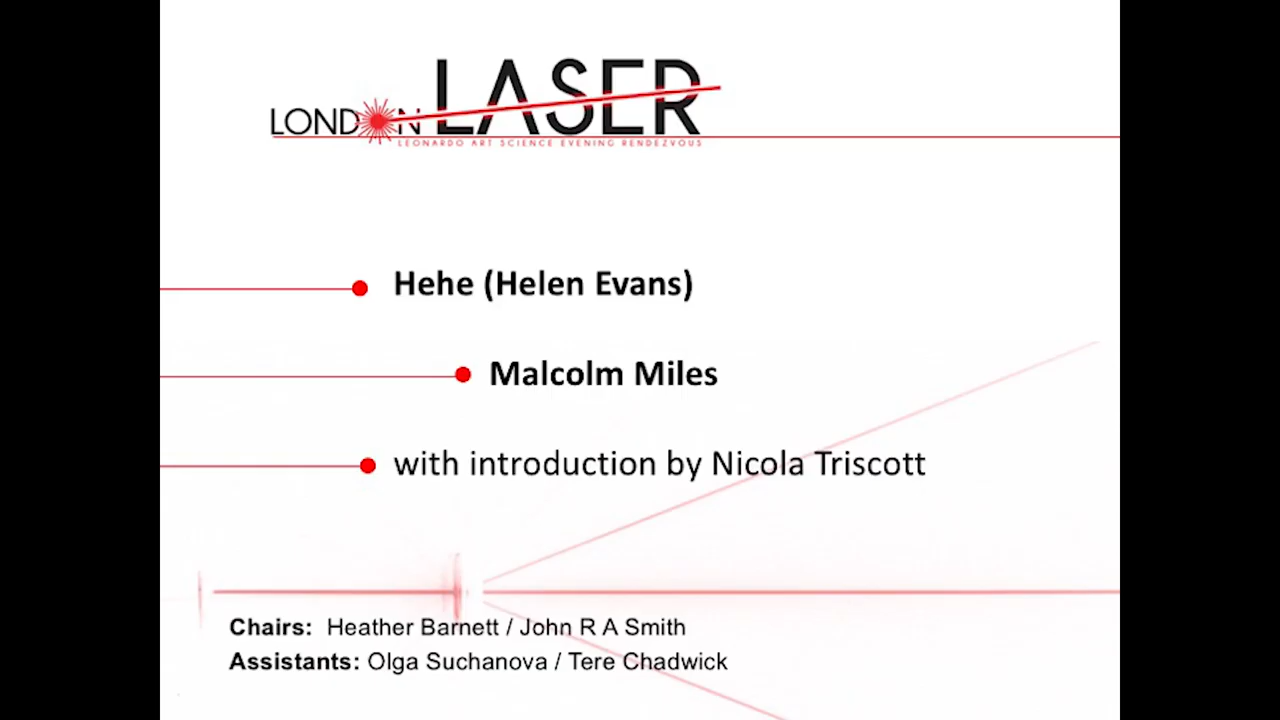 LONDON LASER
LEONARDO ART SCIENCE EVENING RENDEZVOUS
Hehe (Helen Evans)
Malcolm Miles
with introduction by Nicola Triscott
Chairs: Heather Barnett / John R A Smith
Assistants: Olga Suchanova / Tere Chadwick